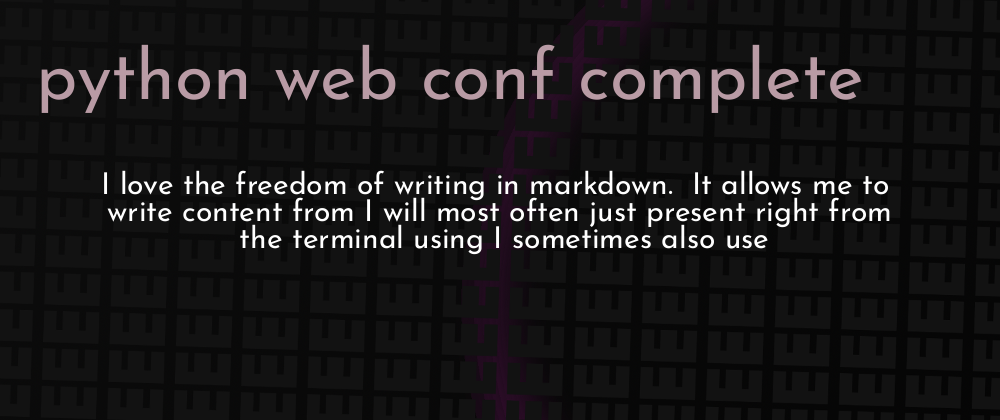 python web conf complete
I love the freedom of writing in markdown.  It allows me to
write content from I will most often just present right from
the terminal using I sometimes also use